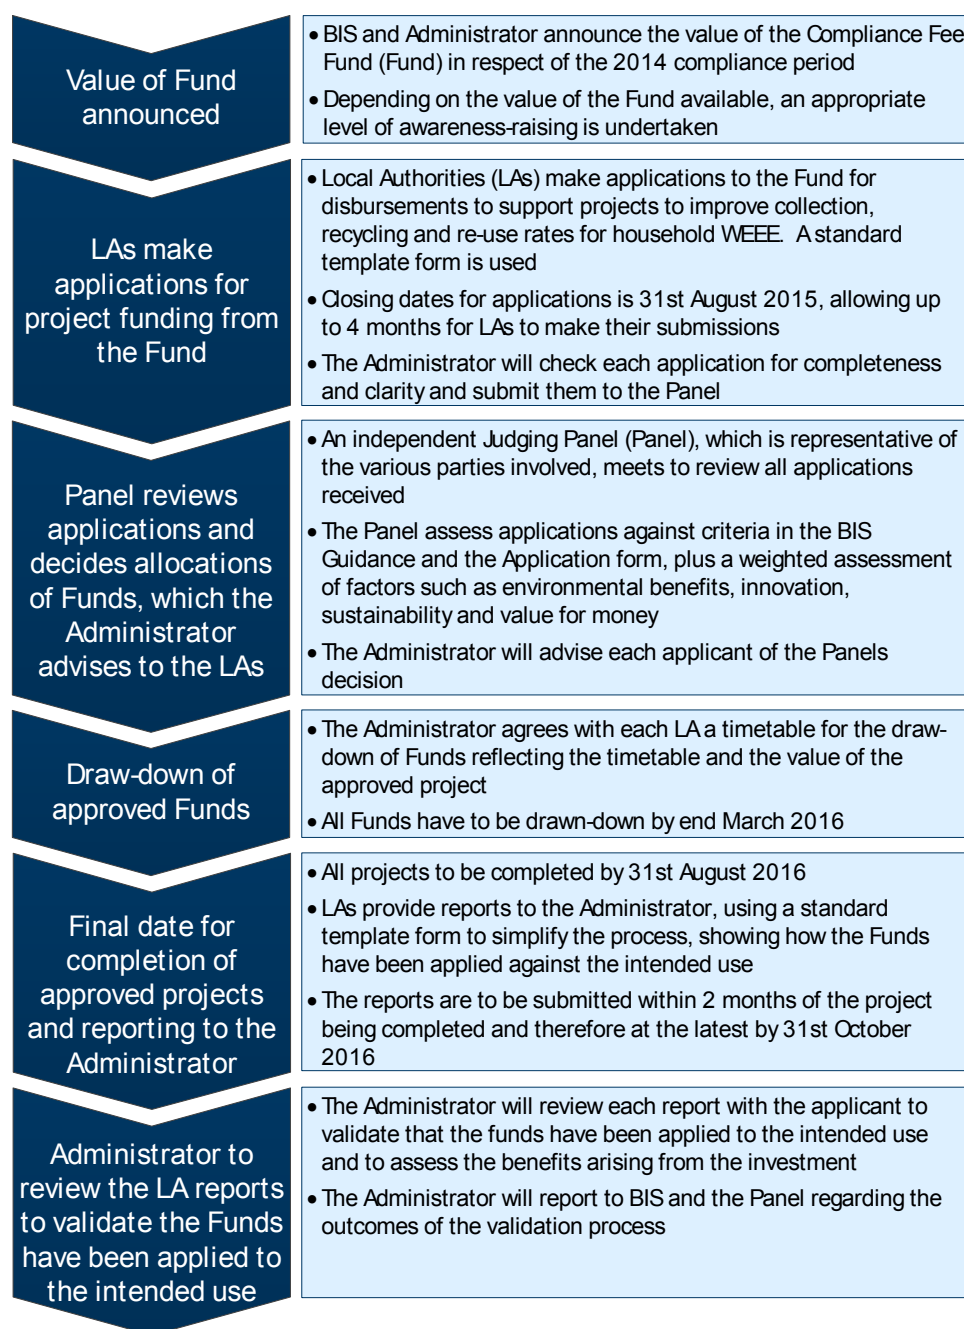 Value of Fund
announced
• BIS and Administrator announce the value of the Compliance Fee
Fund (Fund) in respect of the 2014 compliance period
• Depending on the value of the Fund available, an appropriate
level of awareness-raising is undertaken
LAs make
applications for
project funding from
the Fund
• Local Authorities (LAs) make applications to the Fund for
disbursements to support projects to improve collection,
recycling and re-use rates for household WEEE. A standard
template form is used
• Closing dates for applications is 31st August 2015, allowing up
to 4 months for LAs to make their submissions
• The Administrator will check each application for completeness
and clarity and submit them to the Panel
Panel reviews
applications and
decides allocations
of Funds, which the
Administrator
advises to the LAs
• An independent Judging Panel (Panel), which is representative of
the various parties involved, meets to review all applications
received
• The Panel assess applications against criteria in the BIS
Guidance and the Application form, plus a weighted assessment
of factors such as environmental benefits, innovation,
sustainability and value for money
• The Administrator will advise each applicant of the Panels
decision
Draw-down of
approved Funds
• The Administrator agrees with each LA a timetable for the draw-
down of Funds reflecting the timetable and the value of the
approved project
• All Funds have to be drawn-down by end March 2016
Final date for
completion of
approved projects
and reporting to the
Administrator
• All projects to be completed by 31st August 2016
• LAs provide reports to the Administrator, using a standard
template form to simplify the process, showing how the Funds
have been applied against the intended use
• The reports are to be submitted within 2 months of the project
being completed and therefore at the latest by 31st October
2016
Administrator to
review the LA reports
to validate the Funds
have been applied to
the intended use
• The Administrator will review each report with the applicant to
validate that the funds have been applied to the intended use
and to assess the benefits arising from the investment
• The Administrator will report to BIS and the Panel regarding the
outcomes of the validation process